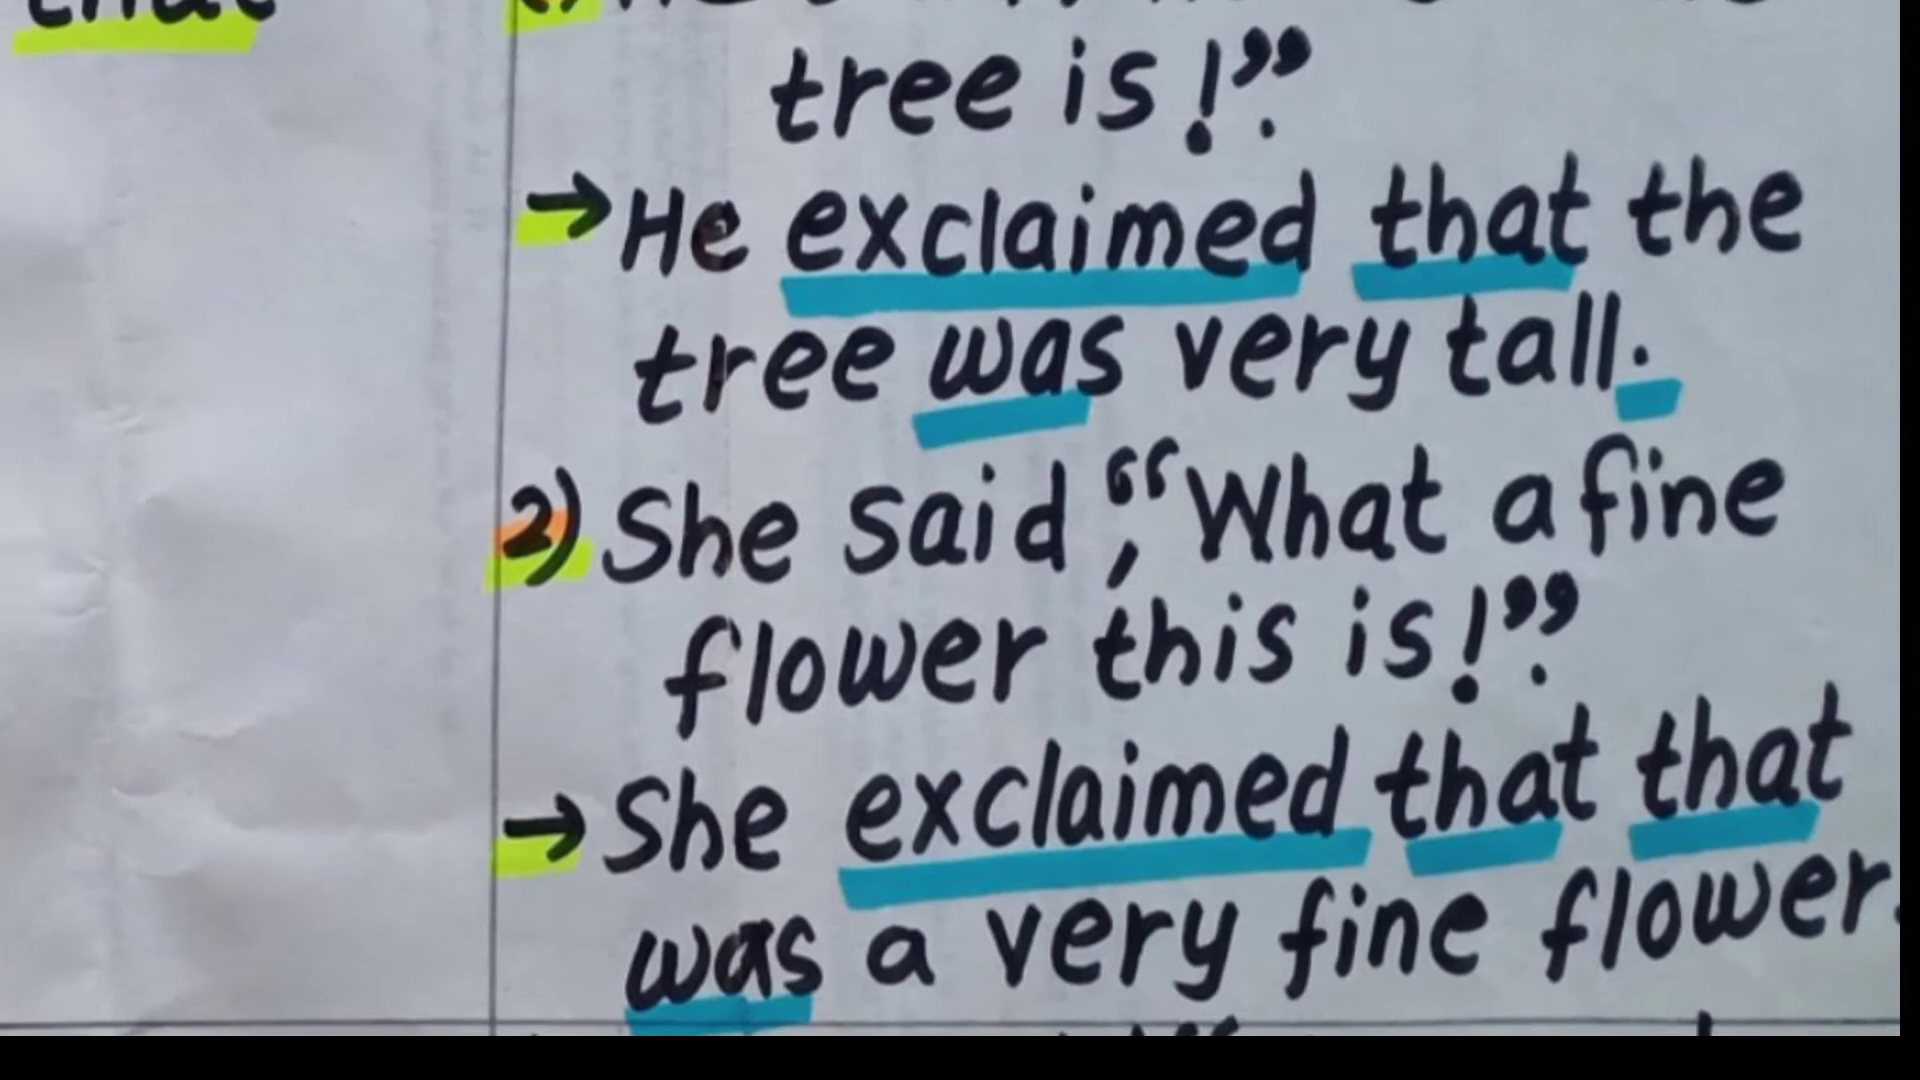 that
tree is!”.
→He exclaimed that the
tree was very tall.
2) She said, “What a fine
flower this is!”.
→She exclaimed that that
was a very fine flower.